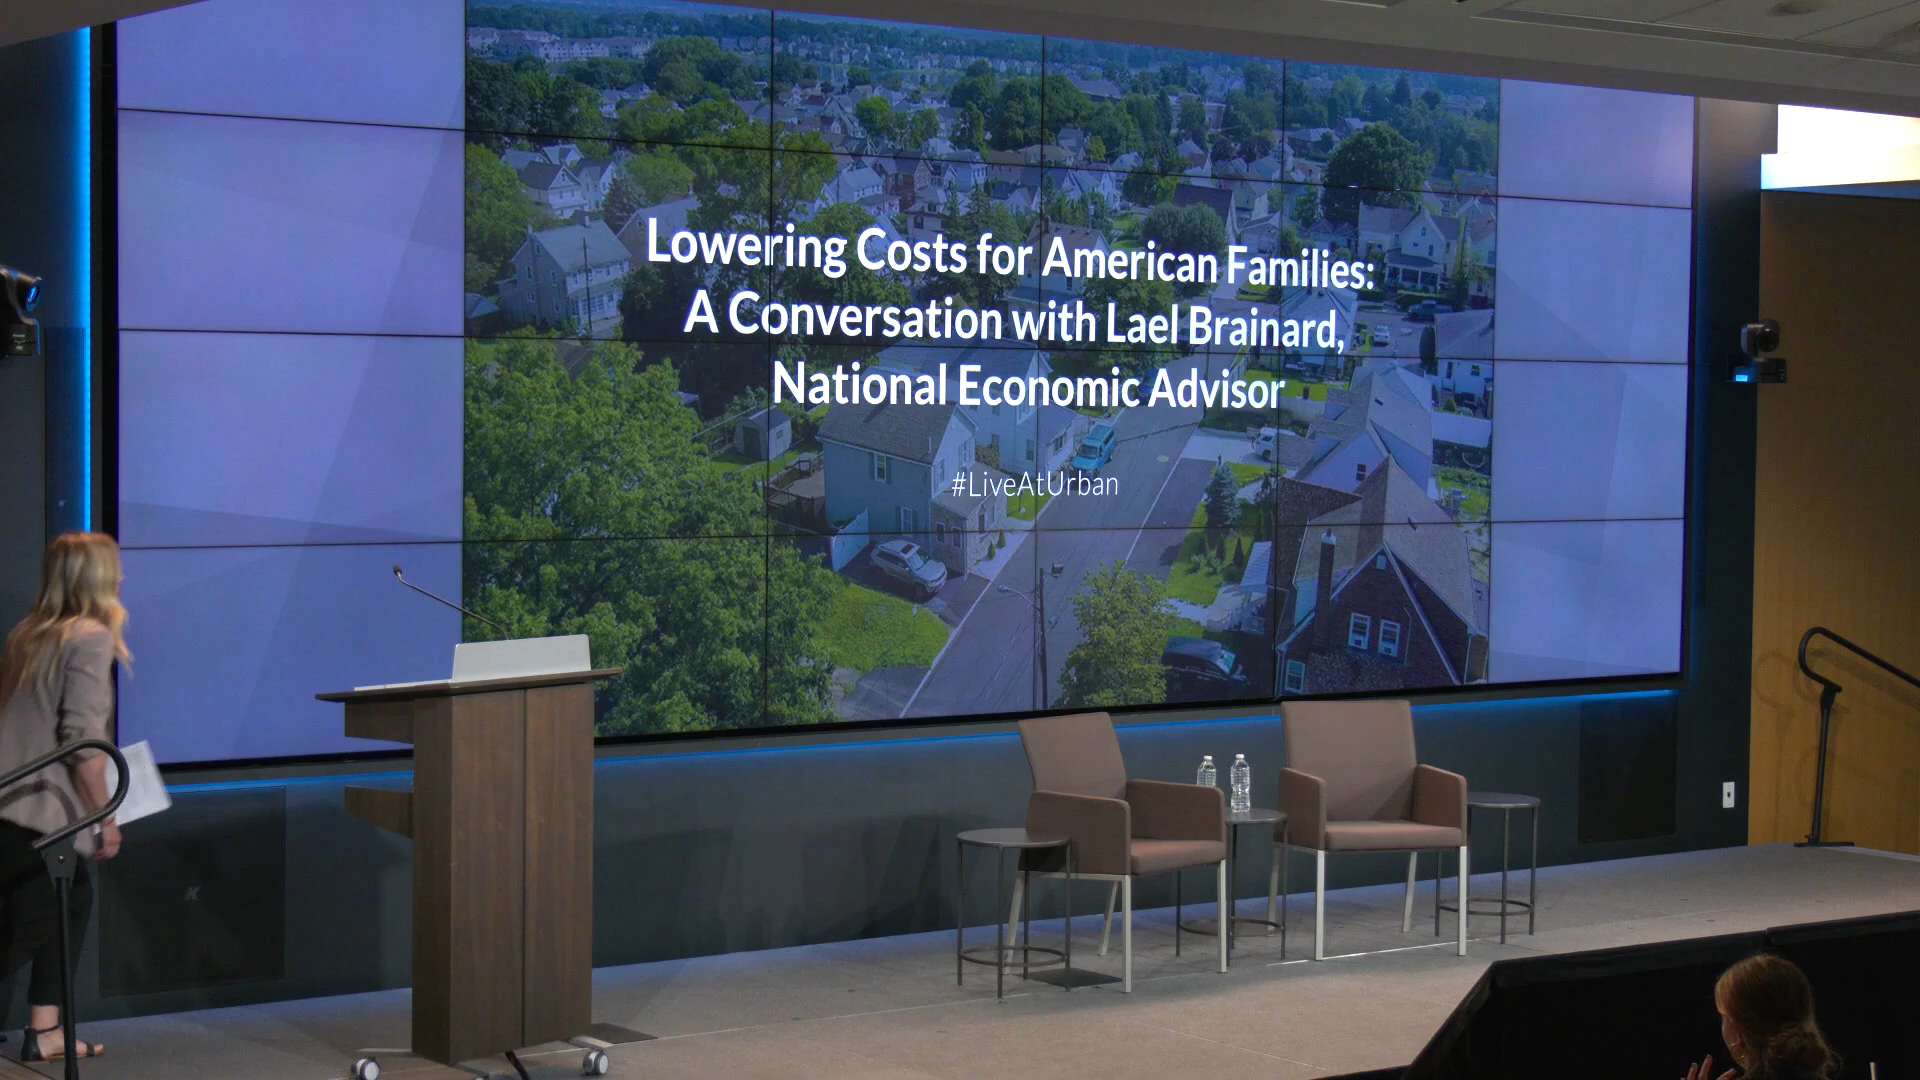 Lowering Costs for American Families:
A Conversation with Lael Brainard,
National Economic Advisor
#LiveAtUrban